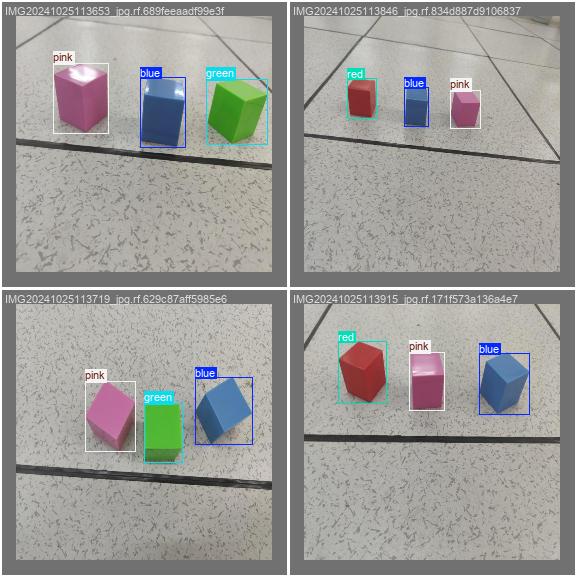 IMG20241025113653_jpg.rf.689feeaadf99e3f
pink
blue
green
IMG20241025113846_jpg.rf.834d887d9106837
red
blue
pink
IMG20241025113719_jpg.rf.629c87aff5985e6
pink
green
blue
IMG20241025113915_jpg.rf.171f573a136a4e7
red
pink
blue